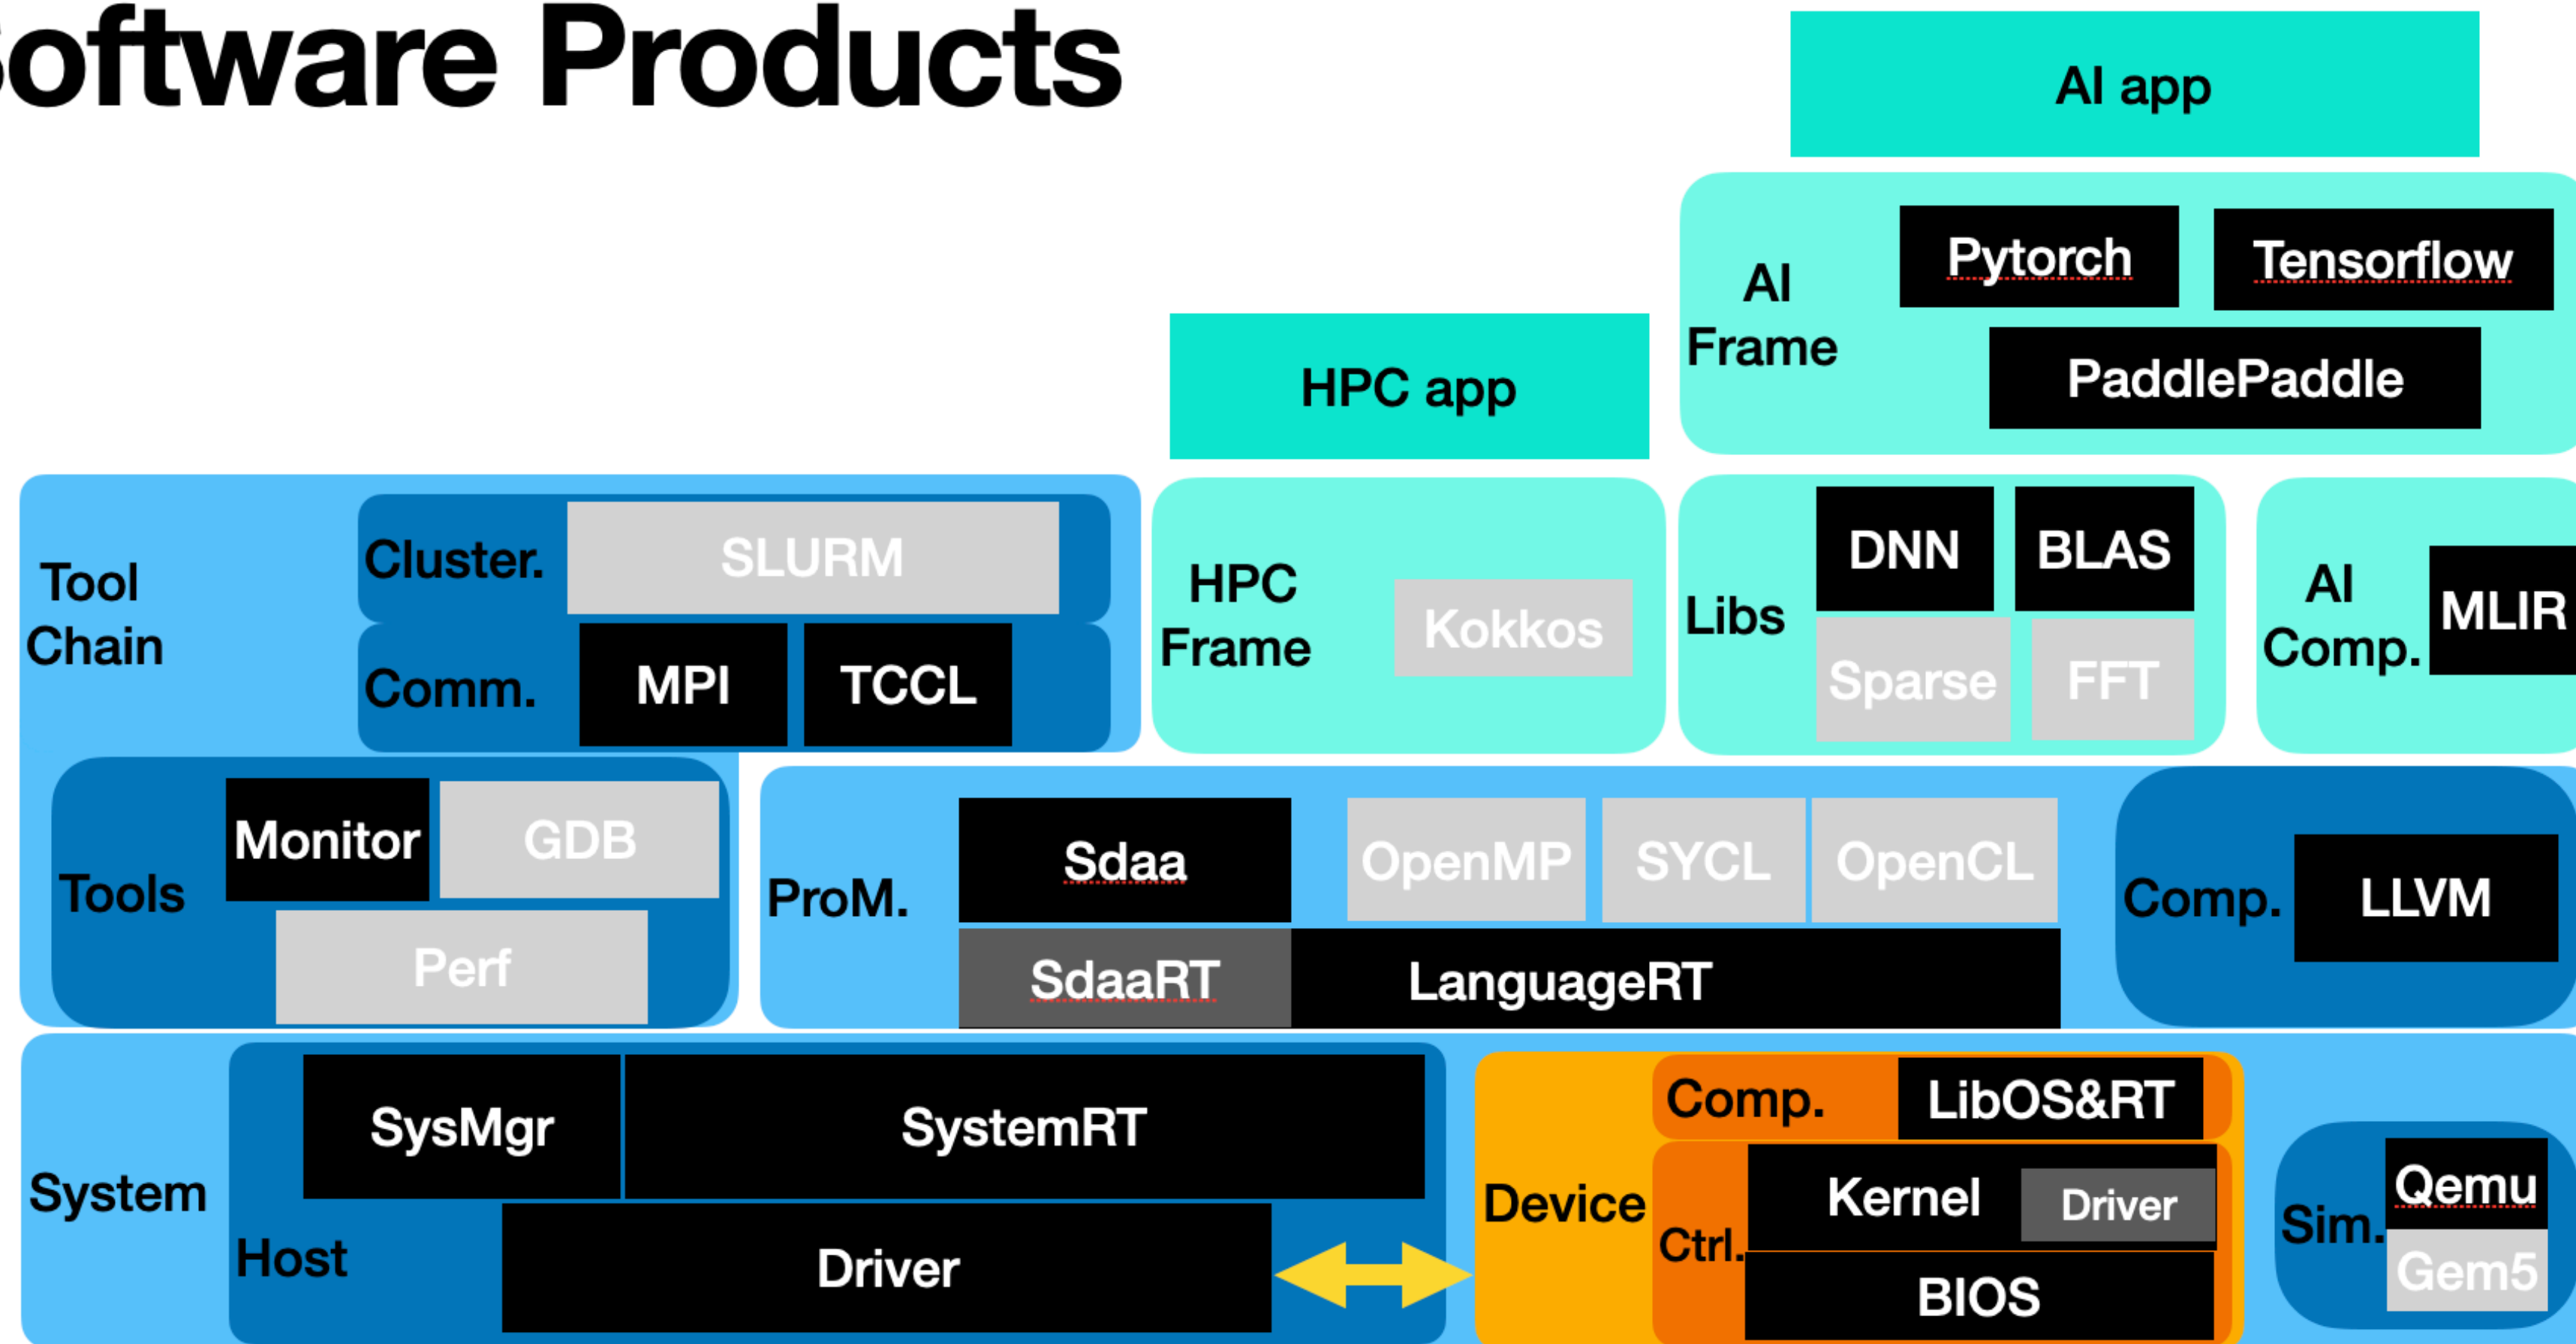 oftware Products
AI app
AI
Frame
Pytorch
Tensorflow
PaddlePaddle
HPC app
Tool
Chain
Cluster.
SLURM
Comm.
MPI
TCCL
HPC
Frame
Kokkos
Libs
DNN
BLAS
Sparse
FFT
AI
Comp.
MLIR
Tools
Monitor
GDB
Perf
ProM.
Sdaa
OpenMP
SYCL
OpenCL
SdaaRT
LanguageRT
Comp.
LLVM
System
Host
SysMgr
SystemRT
Driver
Device
Comp.
LibOS&RT
Ctrl.
Kernel
Driver
BIOS
Sim.
Qemu
Gem5